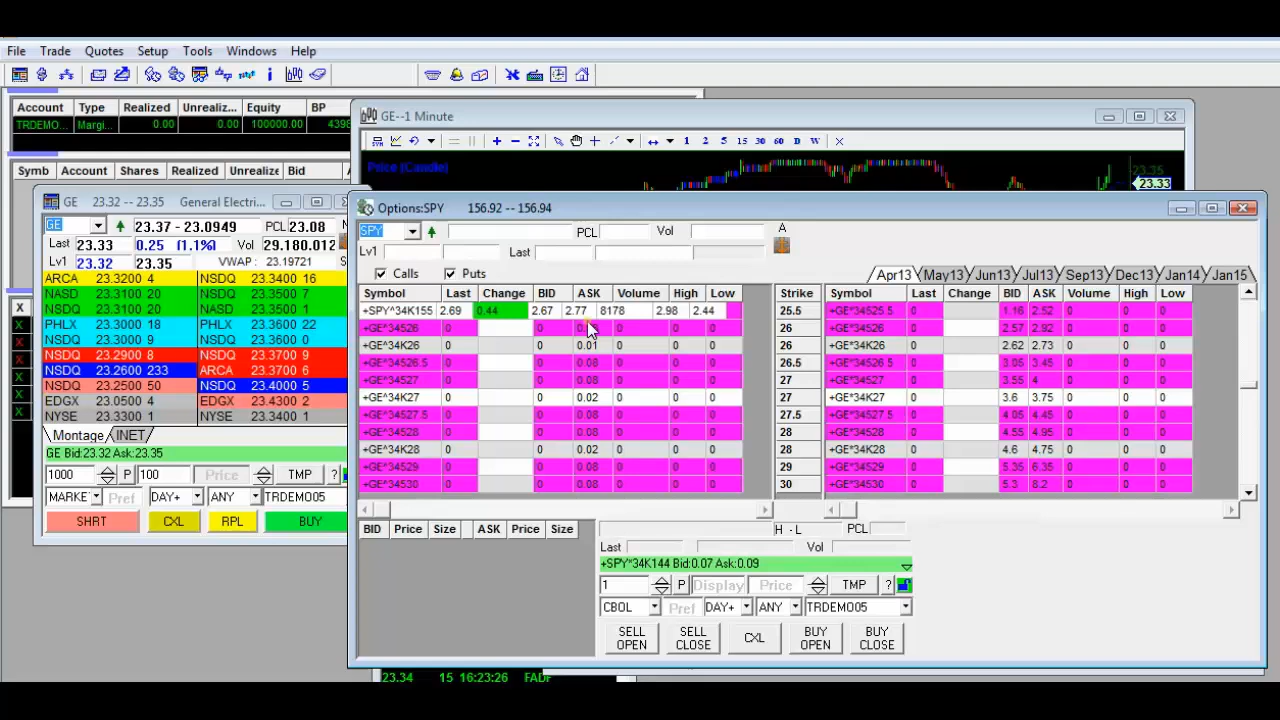 File Trade Quotes Setup Tools Windows Help
Account Type Realized Unrealiz... Equity BP
TRDEMO... Margi... 0.00 0.00 100000.00 4398
Symb Account Shares Realized Unrealize Bid
GE--1 Minute
1 2 5 15 30 60 D W
Price (Candle)
23.35
23.33
GE 23.32 -- 23.35 General Electri...
GE 23.37 - 23.0949 PCL 23.08
Last 23.33 0.25 (1.1%) Vol 29,180,012
Lv1 23.32 23.35 VWAP : 23.19721
ARCA 23.3200 4 NSDQ 23.3400 16
NASD 23.3100 20 NSDQ 23.3500 7
NSDQ 23.3100 20 NASD 23.3500 1
PHLX 23.3000 18 PHLX 23.3600 22
NSDQ 23.3000 9 NSDQ 23.3600 0
NSDQ 23.2900 8 NSDQ 23.3700 9
NSDQ 23.2600 233 ARCA 23.3700 6
NSDQ 23.2500 50 NSDQ 23.4000 5
EDGX 23.0500 4 EDGX 23.4300 2
NYSE 23.3300 1 NYSE 23.3400 1
Montage INET
GE Bid:23.32 Ask:23.35
1000 P 100 Price TMP ?
MARKE Pref DAY+ ANY TRDEMO05
SHRT CXL RPL BUY
X
X
X
X
X
X
X
Options:SPY 156.92 -- 156.94
SPY PCL Vol A
Lv1 Last
Calls Puts
Apr13 May13 Jun13 Jul13 Sep13 Dec13 Jan14 Jan15
Symbol Last Change BID ASK Volume High Low Strike Symbol Last Change BID ASK Volume High Low
+SPY^34K155 2.69 0.44 2.67 2.77 8178 2.98 2.44 25.5 +GE*34525.5 0 1.16 2.52 0 0 0
+GE^34526 0 0 0 0 0 26 +GE*34526 0 2.57 2.92 0 0 0
+GE^34K26 0 0 0.01 0 0 0 26 +GE*34K26 0 2.62 2.73 0 0 0
+GE^34526.5 0 0 0.08 0 0 0 26.5 +GE*34526.5 0 3.05 3.45 0 0 0
+GE^34527 0 0 0.08 0 0 0 27 +GE*34527 0 3.55 4 0 0 0
+GE^34K27 0 0 0.02 0 0 0 27 +GE*34K27 0 3.6 3.75 0 0 0
+GE^34527.5 0 0 0.08 0 0 0 27.5 +GE*34527.5 0 4.05 4.45 0 0 0
+GE^34528 0 0 0.08 0 0 0 28 +GE*34528 0 4.55 4.95 0 0 0
+GE^34K28 0 0 0.02 0 0 0 28 +GE*34K28 0 4.6 4.75 0 0 0
+GE^34529 0 0 0.08 0 0 0 29 +GE*34529 0 5.35 6.35 0 0 0
+GE^34530 0 0 0.08 0 0 0 30 +GE*34530 0 5.3 8.2 0 0 0
BID Price Size ASK Price Size
H - L PCL
Last Vol
+SPY*34K144 Bid:0.07 Ask:0.09
1 P Display Price TMP ?
CBOL Pref DAY+ ANY TRDEMO05
SELL OPEN SELL CLOSE CXL BUY OPEN BUY CLOSE
23.34 15 16:23:26 FADF